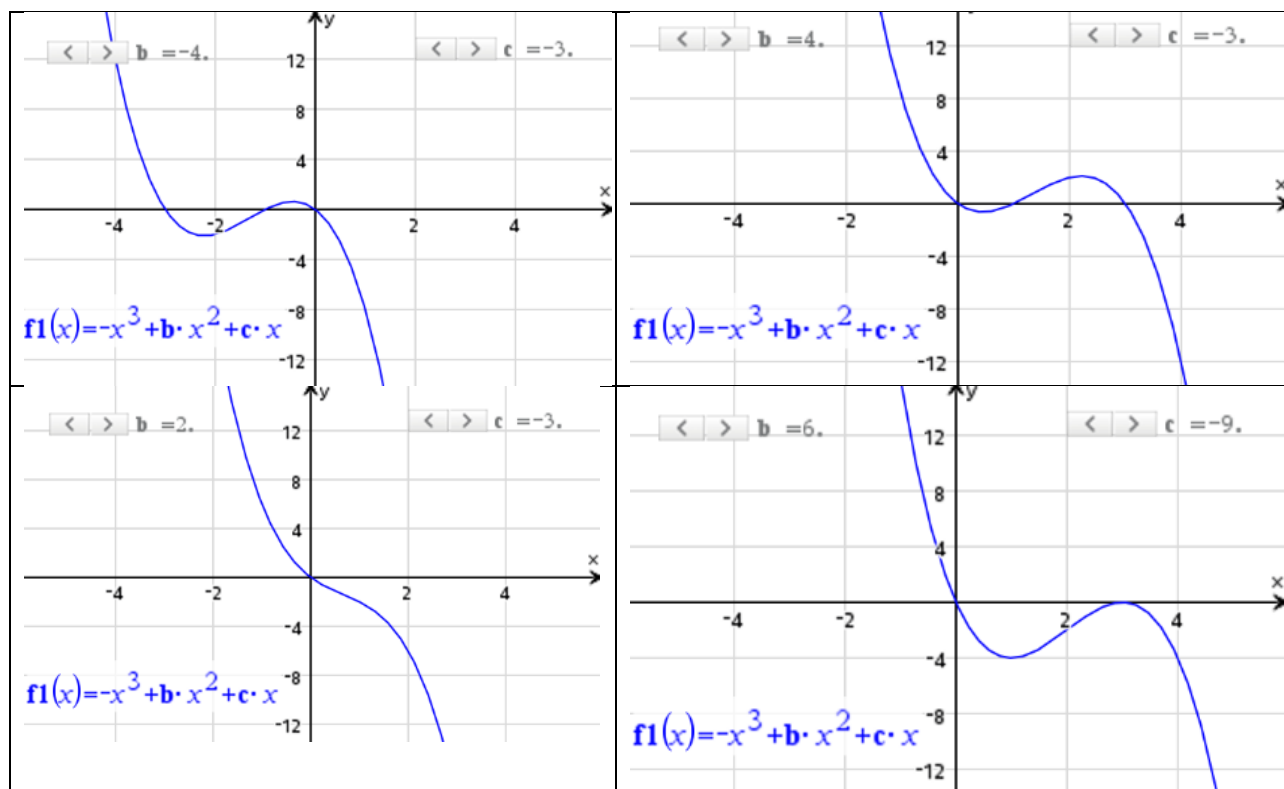 y
< > b =-4.
< > c =-3.
12
8
4
x
-4 -2 2 4
-4
-8
f1(x)=-x³+b·x²+c·x
-12
y
< > b =4.
< > c =-3.
12
8
4
x
-4 -2 2 4
-4
-8
f1(x)=-x³+b·x²+c·x
-12
y
< > b =2.
< > c =-3.
12
8
4
x
-4 -2 2 4
-4
-8
f1(x)=-x³+b·x²+c·x
-12
y
< > b =6.
< > c =-9.
12
8
4
x
-4 -2 2 4
-4
-8
f1(x)=-x³+b·x²+c·x
-12